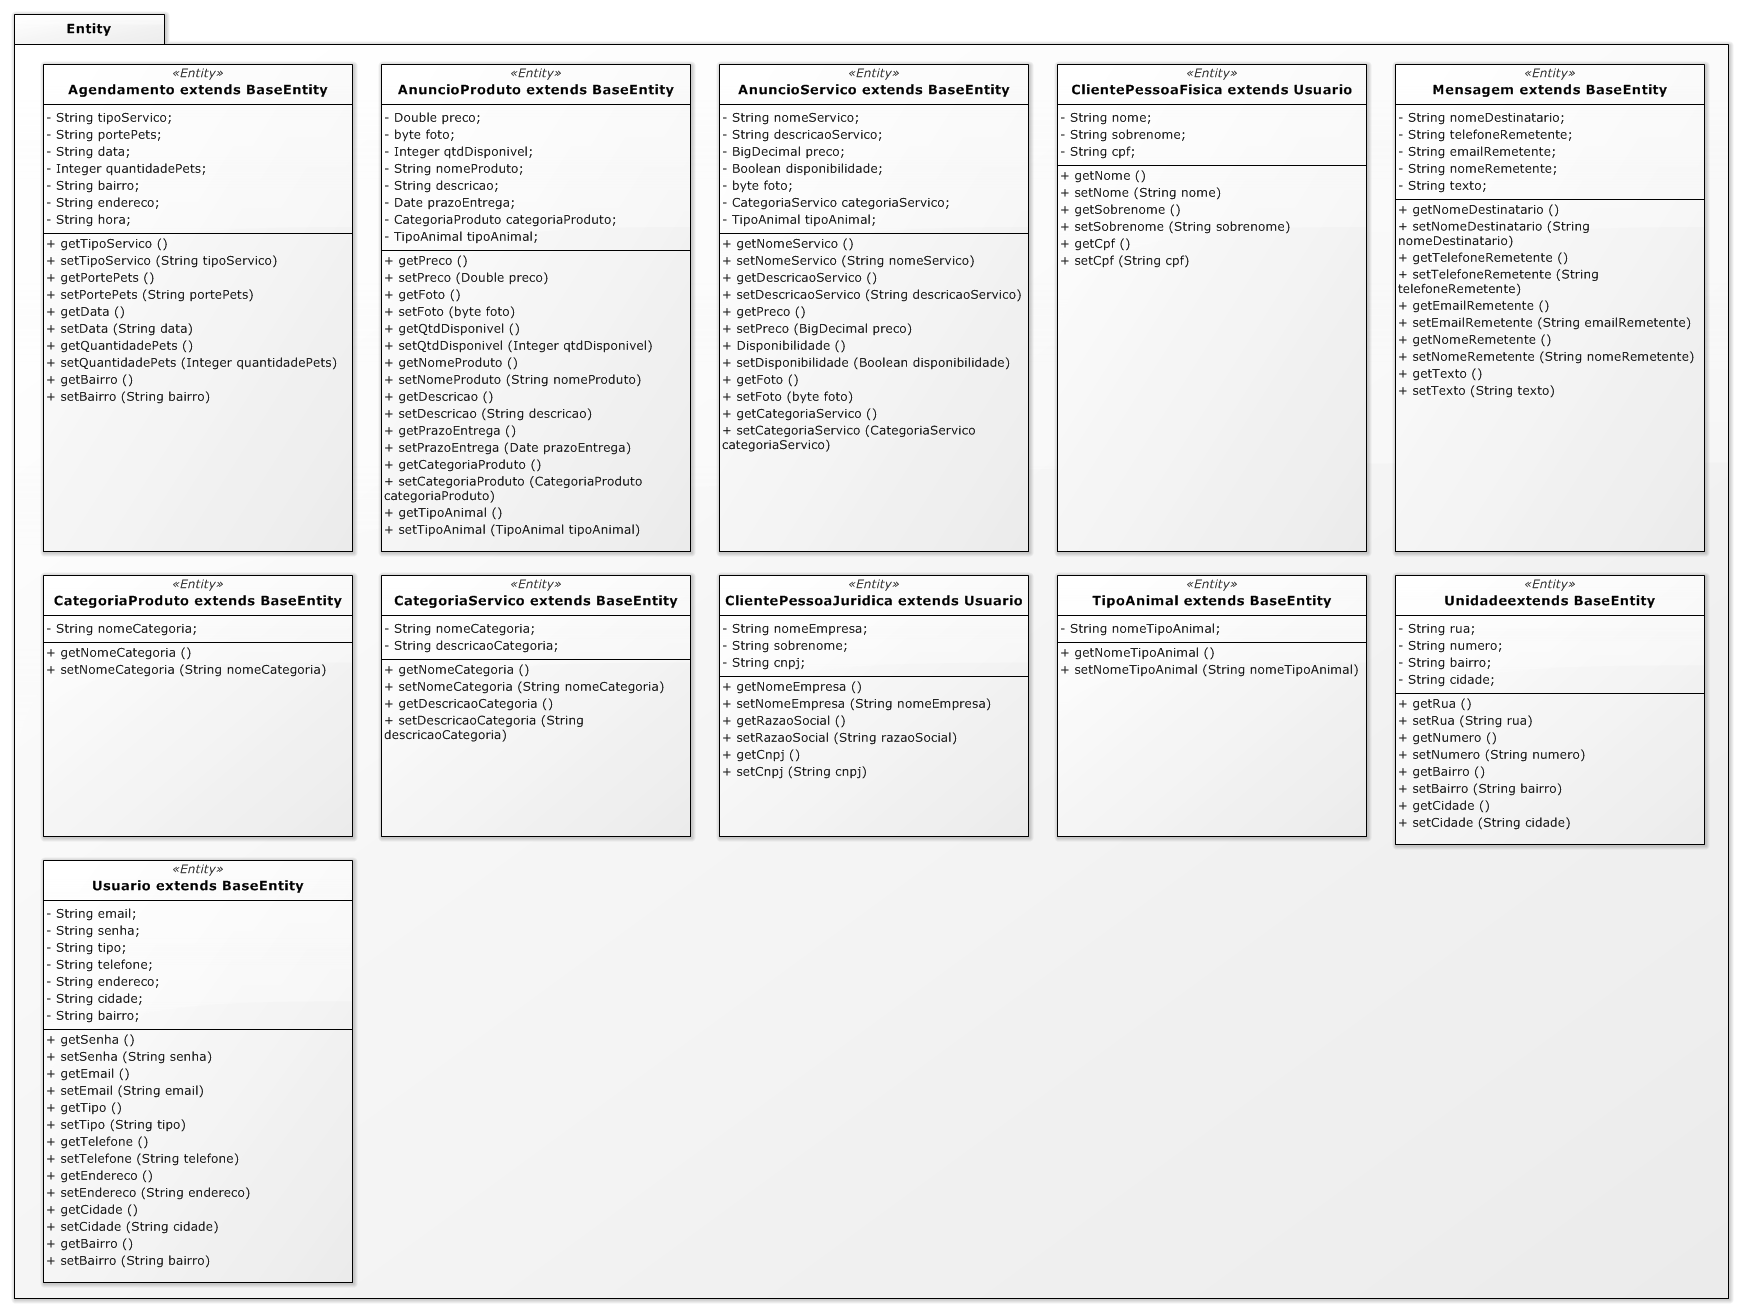 Entity
«Entity»
Agendamento extends BaseEntity
- String tipoServico;
- String portePets;
- String data;
- Integer quantidadePets;
- String bairro;
- String endereco;
- String hora;
+ getTipoServico ()
+ setTipoServico (String tipoServico)
+ getPortePets ()
+ setPortePets (String portePets)
+ getData ()
+ setData (String data)
+ getQuantidadePets ()
+ setQuantidadePets (Integer quantidadePets)
+ getBairro ()
+ setBairro (String bairro)
«Entity»
AnuncioProduto extends BaseEntity
- Double preco;
- byte foto;
- Integer qtdDisponivel;
- String nomeProduto;
- String descricao;
- Date prazoEntrega;
- CategoriaProduto categoriaProduto;
- TipoAnimal tipoAnimal;
+ getPreco ()
+ setPreco (Double preco)
+ getFoto ()
+ setFoto (byte foto)
+ getQtdDisponivel ()
+ setQtdDisponivel (Integer qtdDisponivel)
+ getNomeProduto ()
+ setNomeProduto (String nomeProduto)
+ getDescricao ()
+ setDescricao (String descricao)
+ getPrazoEntrega ()
+ setPrazoEntrega (Date prazoEntrega)
+ getCategoriaProduto ()
+ setCategoriaProduto (CategoriaProduto
categoriaProduto)
+ getTipoAnimal ()
+ setTipoAnimal (TipoAnimal tipoAnimal)
«Entity»
AnuncioServico extends BaseEntity
- String nomeServico;
- String descricaoServico;
- BigDecimal preco;
- Boolean disponibilidade;
- byte foto;
- CategoriaServico categoriaServico;
- TipoAnimal tipoAnimal;
+ getNomeServico ()
+ setNomeServico (String nomeServico)
+ getDescricaoServico ()
+ setDescricaoServico (String descricaoServico)
+ getPreco ()
+ setPreco (BigDecimal preco)
+ Disponibilidade ()
+ setDisponibilidade (Boolean disponibilidade)
+ getFoto ()
+ setFoto (byte foto)
+ getCategoriaServico ()
+ setCategoriaServico (CategoriaServico
categoriaServico)
«Entity»
ClientePessoaFisica extends Usuario
- String nome;
- String sobrenome;
- String cpf;
+ getNome ()
+ setNome (String nome)
+ getSobrenome ()
+ setSobrenome (String sobrenome)
+ getCpf ()
+ setCpf (String cpf)
«Entity»
Mensagem extends BaseEntity
- String nomeDestinatario;
- String telefoneRemetente;
- String emailRemetente;
- String nomeRemetente;
- String texto;
+ getNomeDestinatario ()
+ setNomeDestinatario (String
nomeDestinatario)
+ getTelefoneRemetente ()
+ setTelefoneRemetente (String
telefoneRemetente)
+ getEmailRemetente ()
+ setEmailRemetente (String emailRemetente)
+ getNomeRemetente ()
+ setNomeRemetente (String nomeRemetente)
+ getTexto ()
+ setTexto (String texto)
«Entity»
CategoriaProduto extends BaseEntity
- String nomeCategoria;
+ getNomeCategoria ()
+ setNomeCategoria (String nomeCategoria)
«Entity»
CategoriaServico extends BaseEntity
- String nomeCategoria;
- String descricaoCategoria;
+ getNomeCategoria ()
+ setNomeCategoria (String nomeCategoria)
+ getDescricaoCategoria ()
+ setDescricaoCategoria (String
descricaoCategoria)
«Entity»
ClientePessoaJuridica extends Usuario
- String nomeEmpresa;
- String sobrenome;
- String cnpj;
+ getNomeEmpresa ()
+ setNomeEmpresa (String nomeEmpresa)
+ getRazaoSocial ()
+ setRazaoSocial (String razaoSocial)
+ getCnpj ()
+ setCnpj (String cnpj)
«Entity»
TipoAnimal extends BaseEntity
- String nomeTipoAnimal;
+ getNomeTipoAnimal ()
+ setNomeTipoAnimal (String nomeTipoAnimal)
«Entity»
Unidadeextends BaseEntity
- String rua;
- String numero;
- String bairro;
- String cidade;
+ getRua ()
+ setRua (String rua)
+ getNumero ()
+ setNumero (String numero)
+ getBairro ()
+ setBairro (String bairro)
+ getCidade ()
+ setCidade (String cidade)
«Entity»
Usuario extends BaseEntity
- String email;
- String senha;
- String tipo;
- String telefone;
- String endereco;
- String cidade;
- String bairro;
+ getSenha ()
+ setSenha (String senha)
+ getEmail ()
+ setEmail (String email)
+ getTipo ()
+ setTipo (String tipo)
+ getTelefone ()
+ setTelefone (String telefone)
+ getEndereco ()
+ setEndereco (String endereco)
+ getCidade ()
+ setCidade (String cidade)
+ getBairro ()
+ setBairro (String bairro)